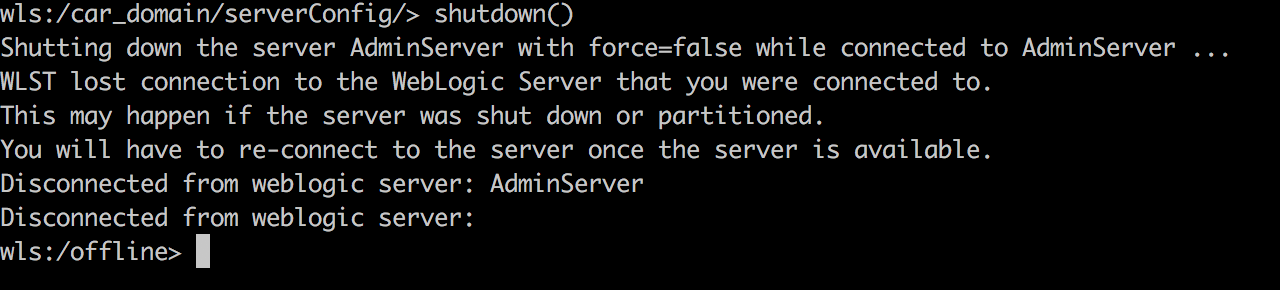 wls:/car_domain/serverConfig/> shutdown()
Shutting down the server AdminServer with force=false while connected to AdminServer ...
WLST lost connection to the WebLogic Server that you were connected to.
This may happen if the server was shut down or partitioned.
You will have to re-connect to the server once the server is available.
Disconnected from weblogic server: AdminServer
Disconnected from weblogic server:
wls:/offline>